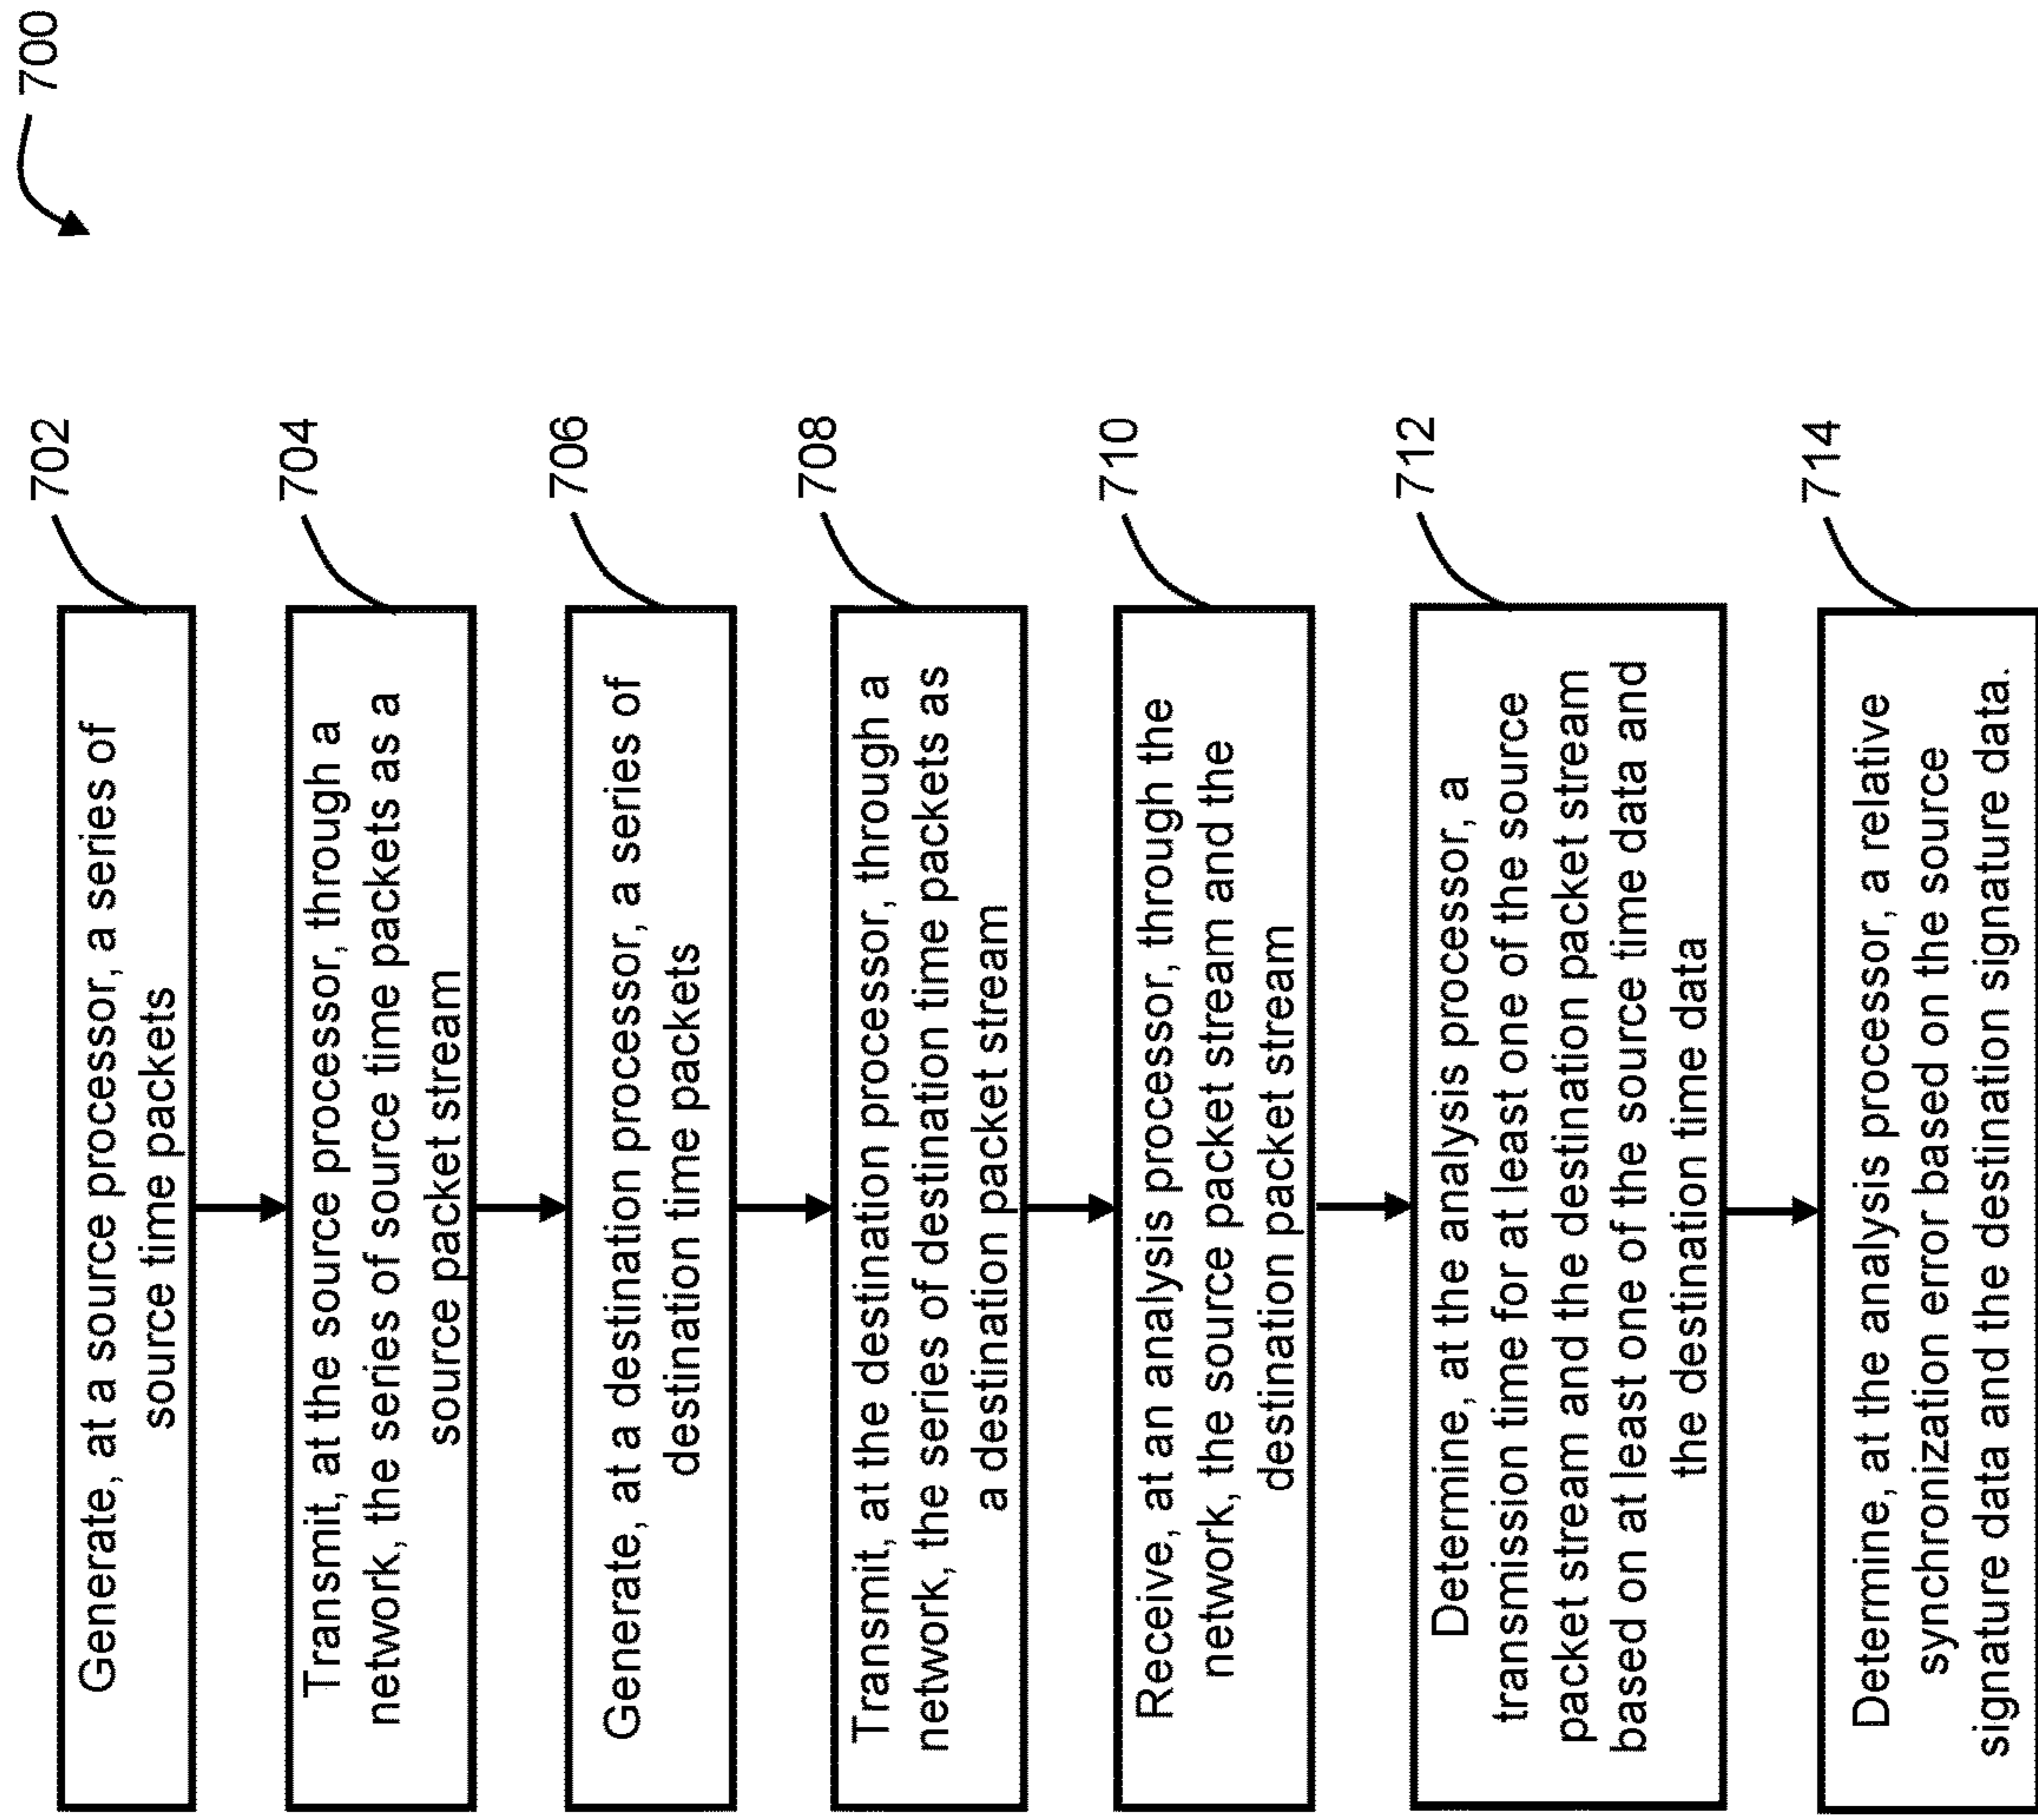 700
702
Generate, at a source processor, a series of
source time packets
704
Transmit, at the source processor, through a
network, the series of source time packets as a
source packet stream
706
Generate, at a destination processor, a series of
destination time packets
708
Transmit, at the destination processor, through a
network, the series of destination time packets as
a destination packet stream
710
Receive, at an analysis processor, through the
network, the source packet stream and the
destination packet stream
712
Determine, at the analysis processor, a
transmission time for at least one of the source
packet stream and the destination packet stream
based on at least one of the source time data and
the destination time data
714
Determine, at the analysis processor, a relative
synchronization error based on the source
signature data and the destination signature data.